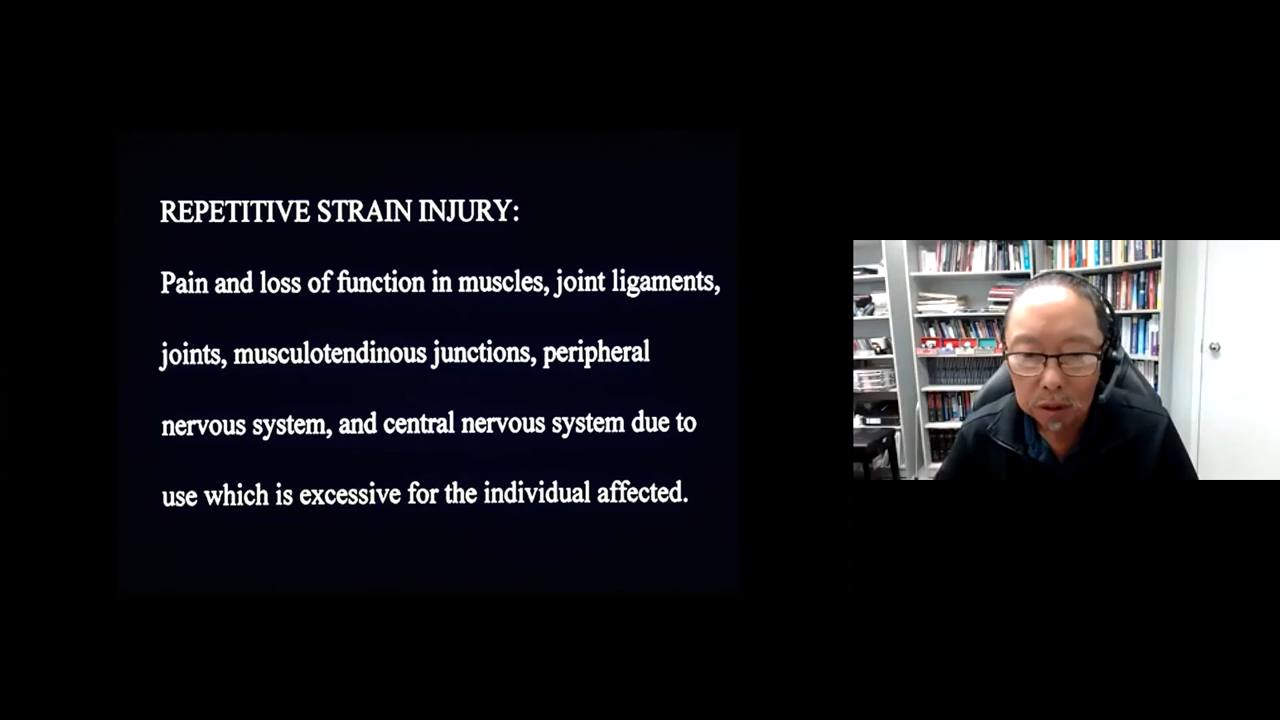 REPETITIVE STRAIN INJURY:
Pain and loss of function in muscles, joint ligaments,
joints, musculotendinous junctions, peripheral
nervous system, and central nervous system due to
use which is excessive for the individual affected.